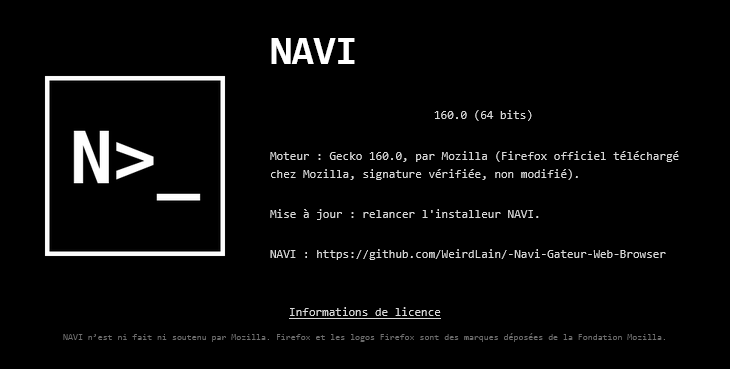 NAVI
N>_
160.0 (64 bits)
Moteur : Gecko 160.0, par Mozilla (Firefox officiel téléchargé
chez Mozilla, signature vérifiée, non modifié).
Mise à jour : relancer l'installeur NAVI.
NAVI : https://github.com/WeirdLain/-Navi-Gateur-Web-Browser
Informations de licence
NAVI n’est ni fait ni soutenu par Mozilla. Firefox et les logos Firefox sont des marques déposées de la Fondation Mozilla.